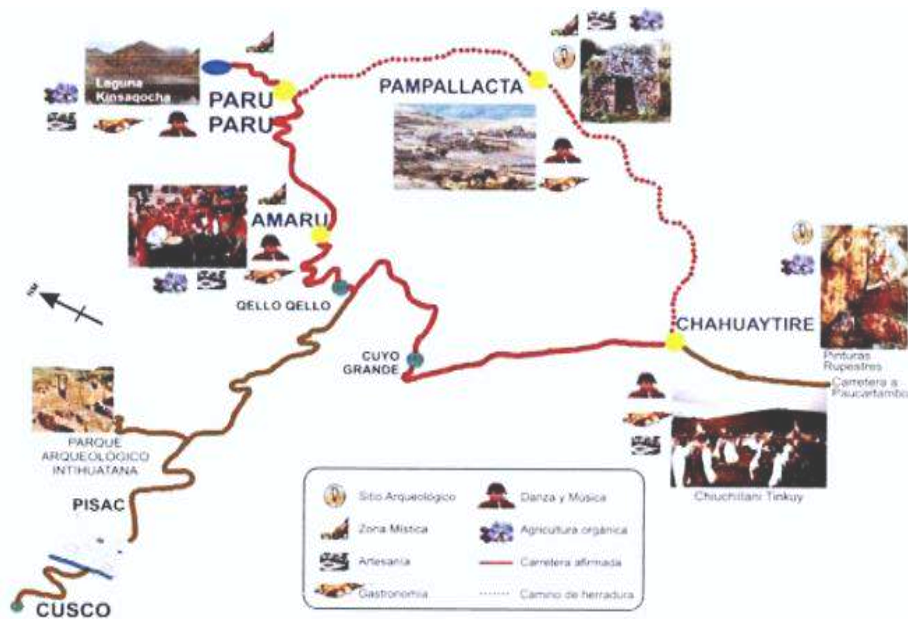 Laguna
Kinsaqocha
PARU
PARU
PAMPALLACTA
AMARU
QELLO QELLO
CUYO
GRANDE
CHAHUAYTIRE
Pinturas
Rupestres
Carretera a
Paucartambo
PARQUE
ARQUEOLÓGICO
INTIHUATANA
PISAC
CUSCO
Chiuchillani Tinkuy
Sitio Arqueológico
Danza y Música
Zona Mística
Agricultura orgánica
Artesanía
Carretera afirmada
Gastronomía
Camino de herradura